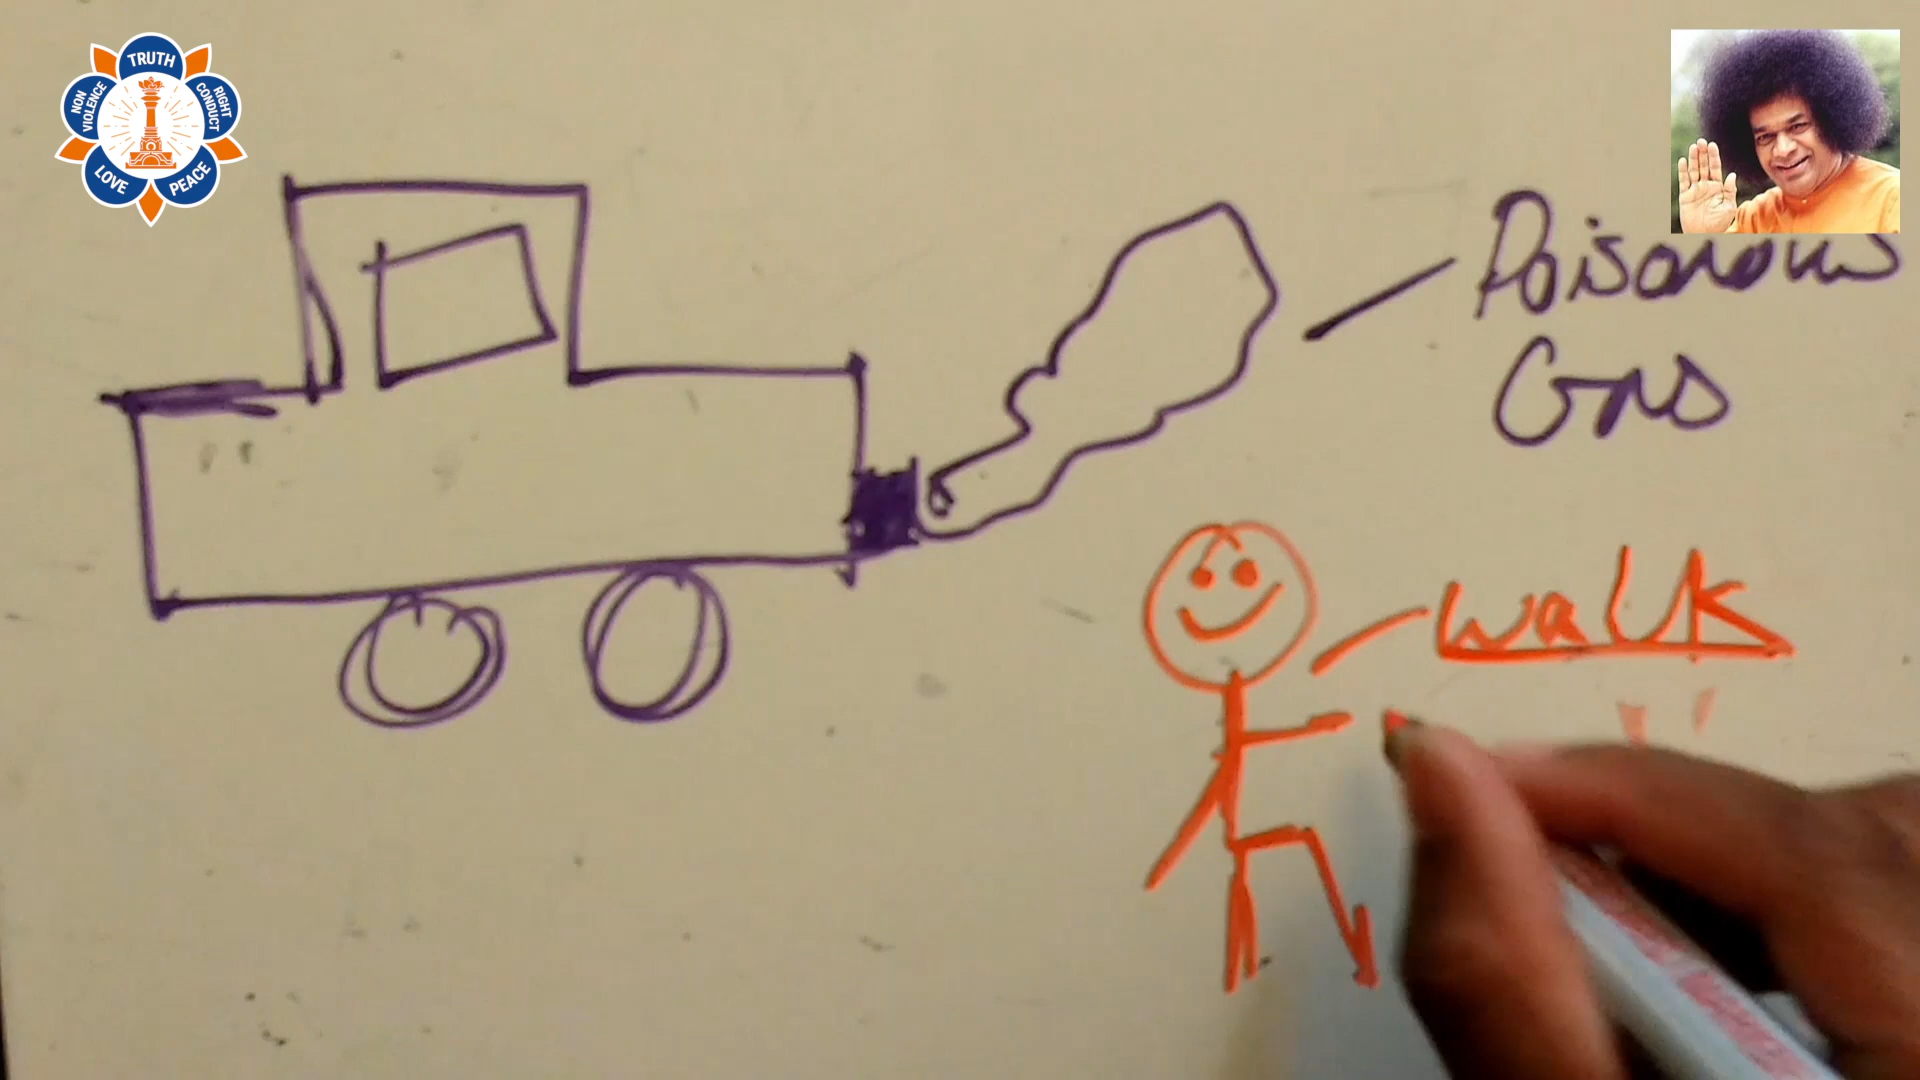 TRUTH
NON
VIOLENCE
RIGHT
CONDUCT
LOVE
PEACE
Poisonous
Gas
walk